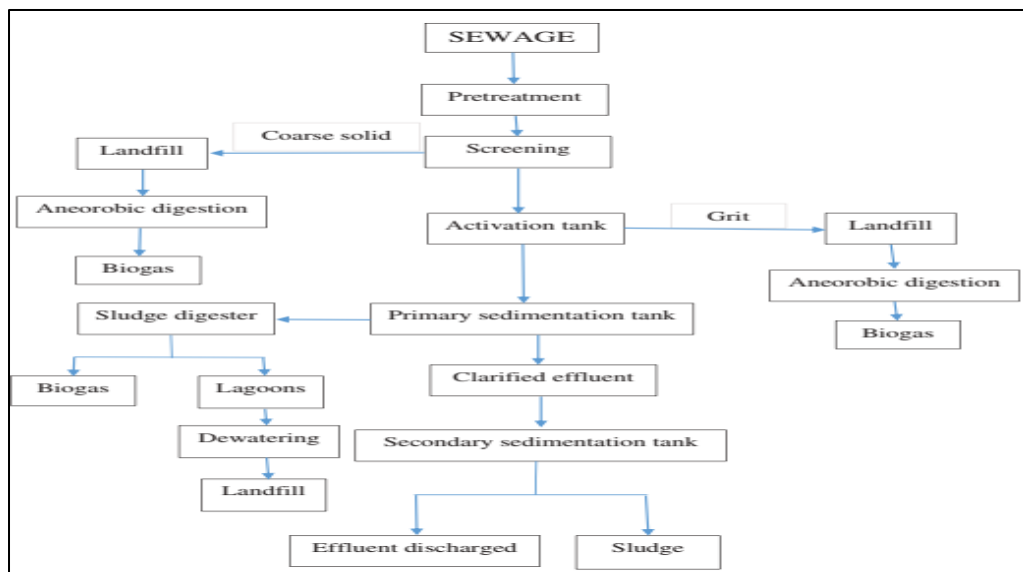 SEWAGE
Pretreatment
Coarse solid
Landfill
Screening
Aneorobic digestion
Activation tank
Grit
Landfill
Biogas
Aneorobic digestion
Sludge digester
Primary sedimentation tank
Biogas
Biogas
Lagoons
Clarified effluent
Dewatering
Secondary sedimentation tank
Landfill
Effluent discharged
Sludge